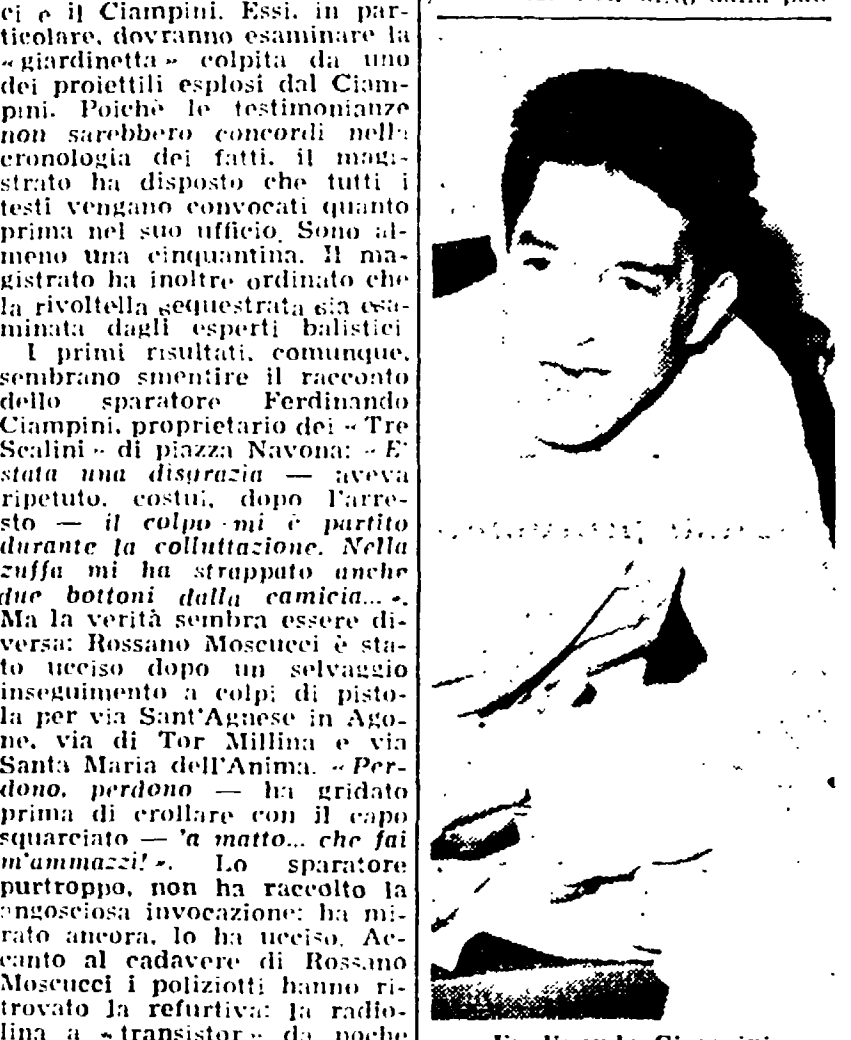 ci e il Ciampini. Essi, in par-
ticolare, dovranno esaminare la
«giardinetta» colpita da uno
dei proiettili esplosi dal Ciam-
pini. Poichè le testimonianze
non sarebbero concordi nella
cronologia dei fatti, il magi-
strato ha disposto che tutti i
testi vengano convocati quanto
prima nel suo ufficio. Sono al-
meno una cinquantina. Il ma-
gistrato ha inoltre ordinato che
la rivoltella sequestrata sia esa-
minata dagli esperti balistici
I primi risultati, comunque,
sembrano smentire il racconto
dello sparatore Ferdinando
Ciampini, proprietario dei «Tre
Scalini» di piazza Navona: «E'
stata una disgrazia — aveva
ripetuto, costui, dopo l'arre-
sto — il colpo mi è partito
durante la colluttazione. Nella
zuffa mi ha strappato anche
due bottoni dalla camicia...».
Ma la verità sembra essere di-
versa: Rossano Moscucci è sta-
to ucciso dopo un selvaggio
inseguimento a colpi di pisto-
la per via Sant'Agnese in Ago-
ne, via di Tor Millina e via
Santa Maria dell'Anima. «Per-
dono, perdono — ha gridato
prima di crollare con il capo
squarciato — 'a matto... che fai
m'ammazzi!». Lo sparatore
purtroppo, non ha raccolto la
angosciosa invocazione: ha mi-
rato ancora, lo ha ucciso. Ac-
canto al cadavere di Rossano
Moscucci i poliziotti hanno ri-
trovato la refurtiva: la radio-
lina a «transistor» da poche